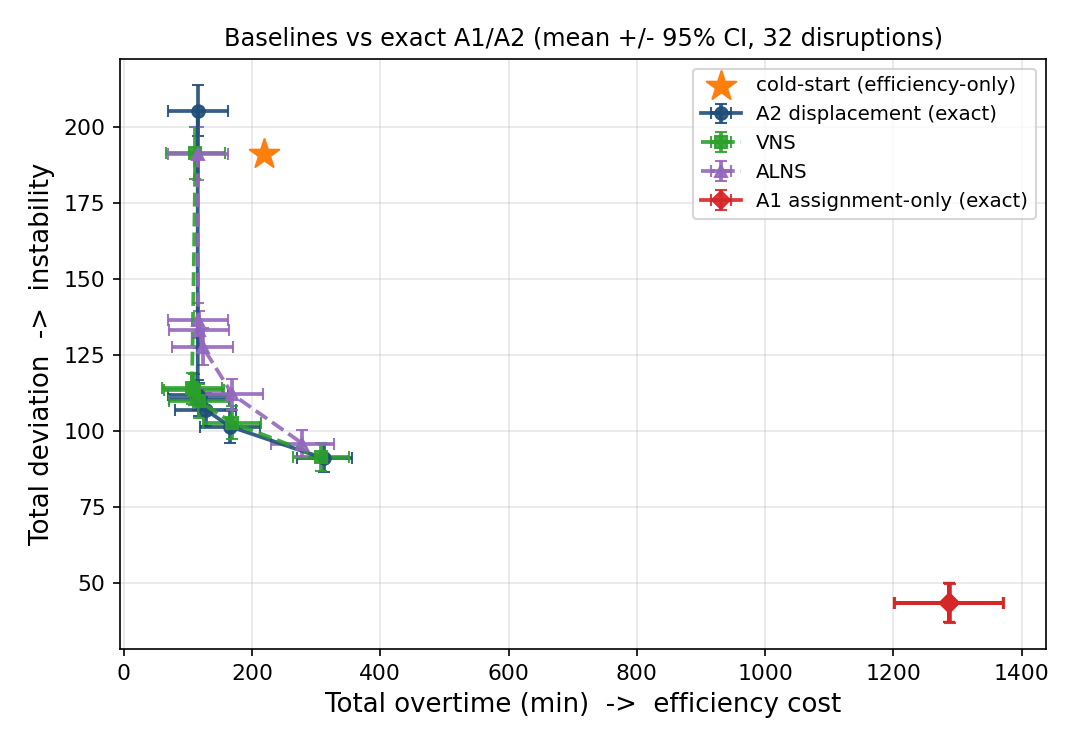 Baselines vs exact A1/A2 (mean +/- 95% CI, 32 disruptions)
cold-start (efficiency-only)
A2 displacement (exact)
VNS
ALNS
A1 assignment-only (exact)
Total deviation -> instability
200
175
150
125
100
75
50
0 200 400 600 800 1000 1200 1400
Total overtime (min) -> efficiency cost